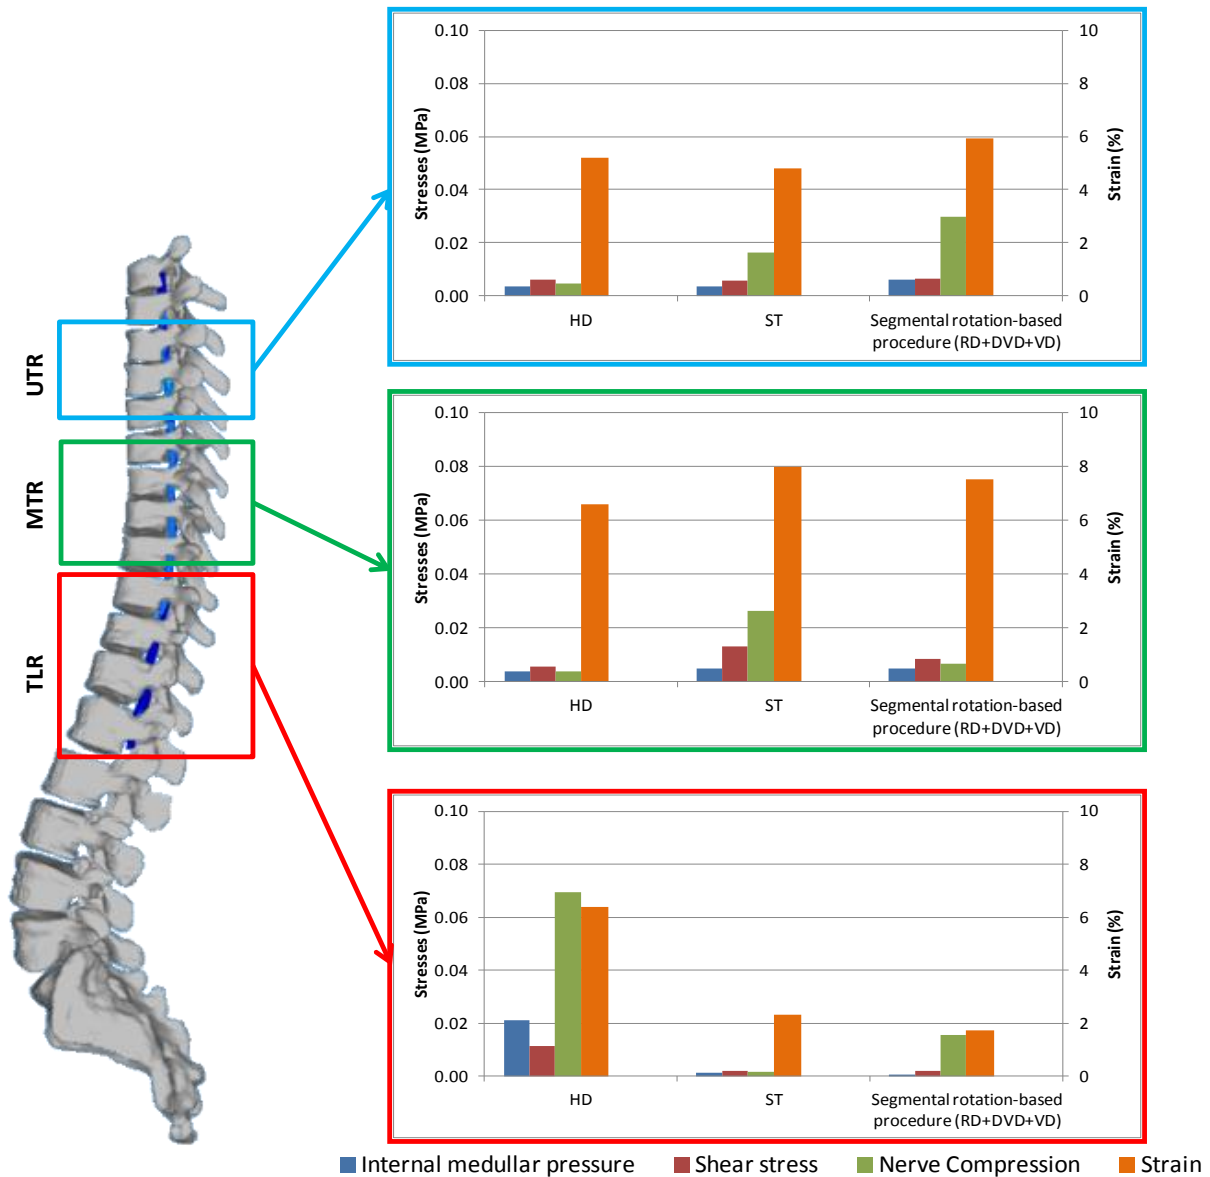 UTR
MTR
TLR
0.10
0.08
0.06
0.04
0.02
0.00
Stresses (MPa)
10
8
6
4
2
0
Strain (%)
HD
ST
Segmental rotation-based
procedure (RD+DVD+VD)
0.10
0.08
0.06
0.04
0.02
0.00
Stresses (MPa)
10
8
6
4
2
0
Strain (%)
HD
ST
Segmental rotation-based
procedure (RD+DVD+VD)
0.10
0.08
0.06
0.04
0.02
0.00
Stresses (MPa)
10
8
6
4
2
0
Strain (%)
HD
ST
Segmental rotation-based
procedure (RD+DVD+VD)
Internal medullar pressure
Shear stress
Nerve Compression
Strain